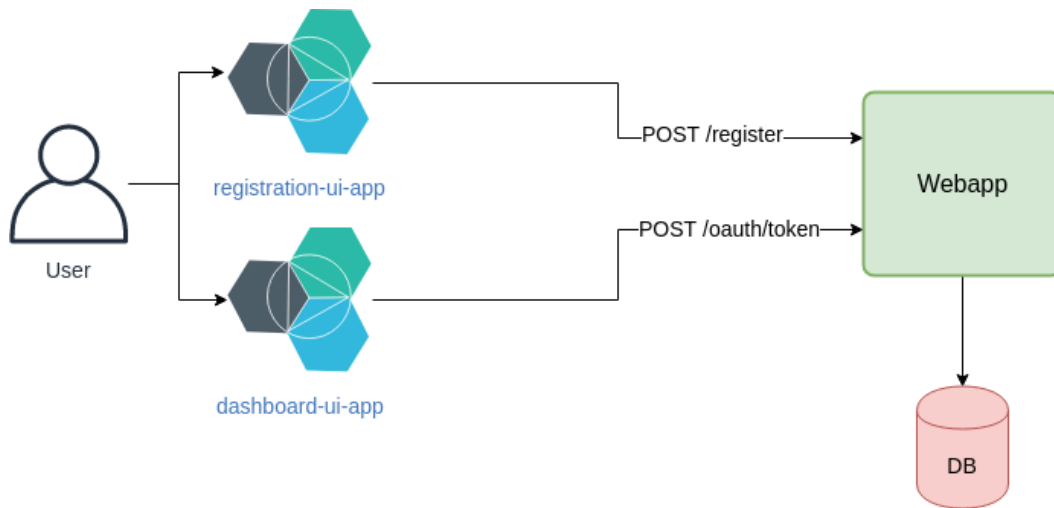 POST /register
registration-ui-app
Webapp
POST /oauth/token
User
dashboard-ui-app
DB